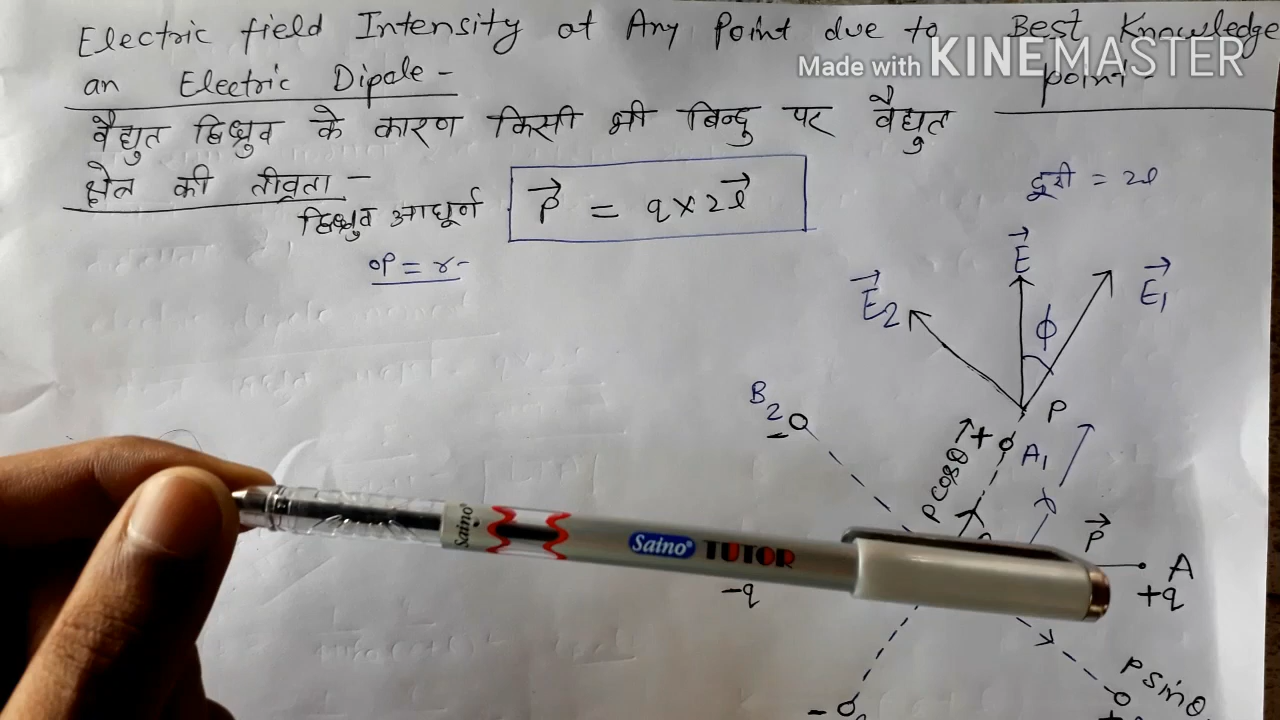 Electric field Intensity at Any Point due to
an Electric Dipole -
Best Knowledge
point -
Made with KINEMASTER
वैद्युत द्विध्रुव के कारण किसी भी बिन्दु पर वैद्युत
क्षेत्र की तीव्रता -
द्विध्रुव आघूर्ण
P = q × 2l
दूरी = 2l
OP = r
E
E2
E1
ϕ
B2
-
P
+
A1
P cosθ
P
A
+q
-q
Saino
Saino TUTOR
P sinθ
-